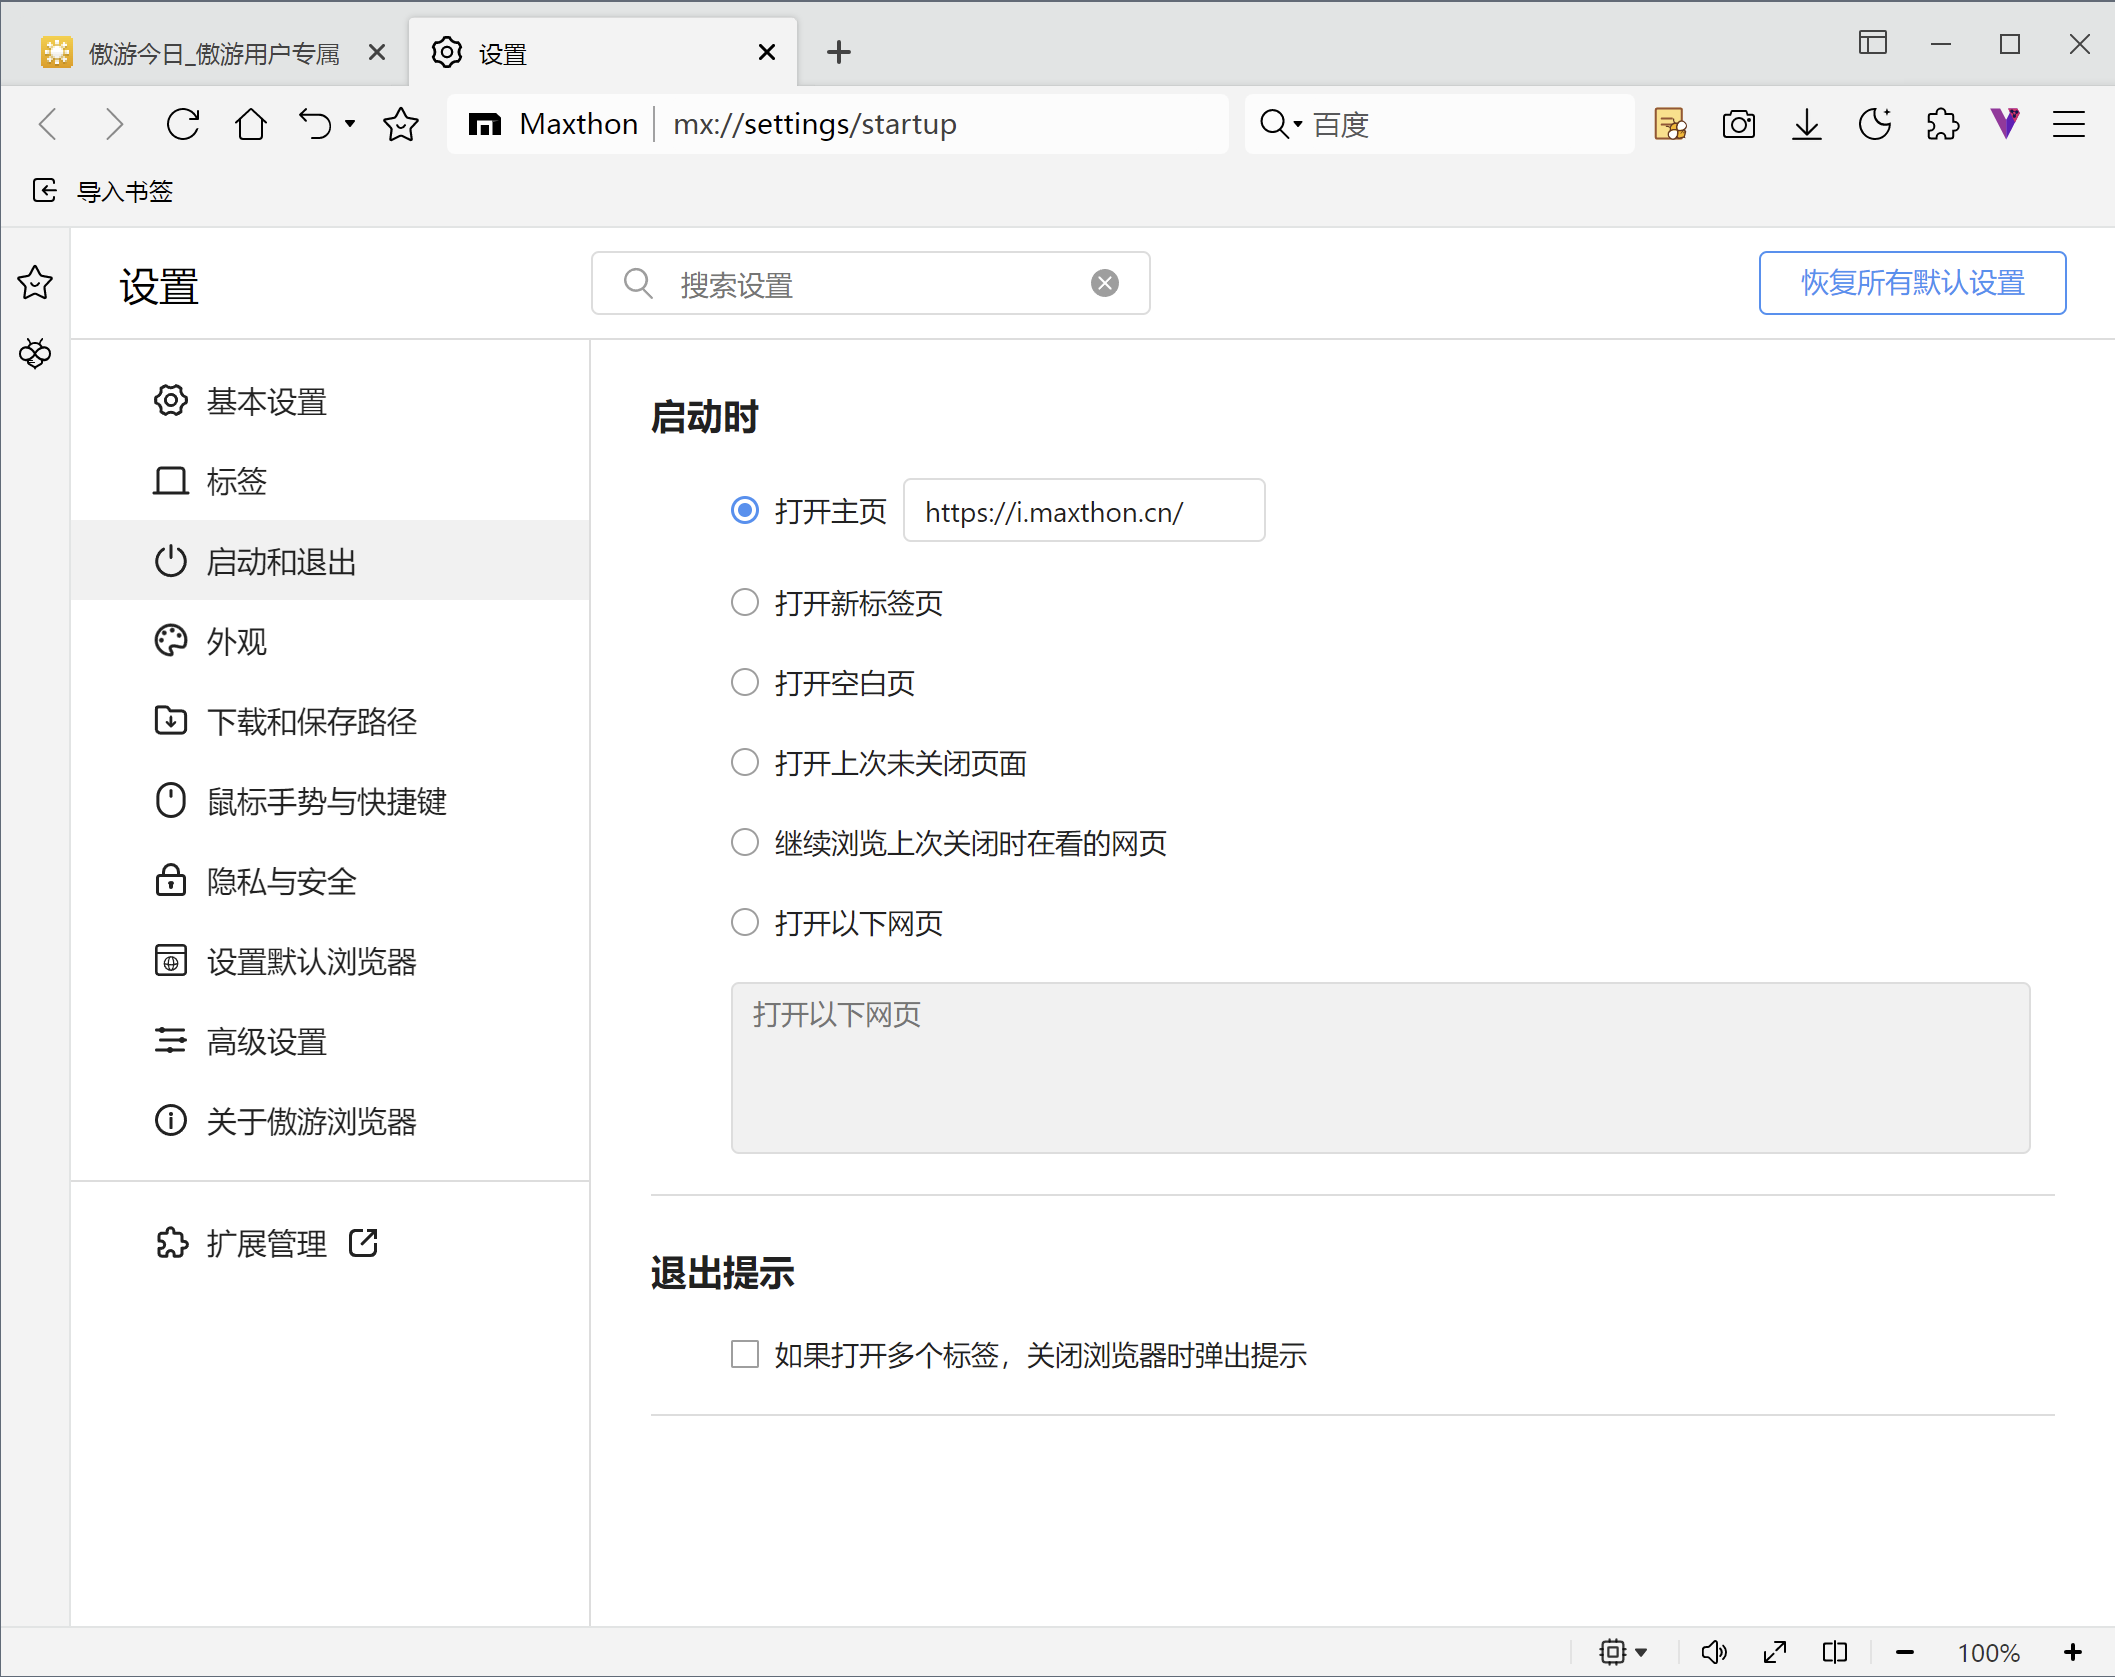 傲游今日_傲游用户专属
设置
Maxthon
mx://settings/startup
百度
导入书签
设置
搜索设置
恢复所有默认设置
基本设置
标签
启动和退出
外观
下载和保存路径
鼠标手势与快捷键
隐私与安全
设置默认浏览器
高级设置
关于傲游浏览器
扩展管理
启动时
打开主页
https://i.maxthon.cn/
打开新标签页
打开空白页
打开上次未关闭页面
继续浏览上次关闭时在看的网页
打开以下网页
打开以下网页
退出提示
如果打开多个标签，关闭浏览器时弹出提示
100%